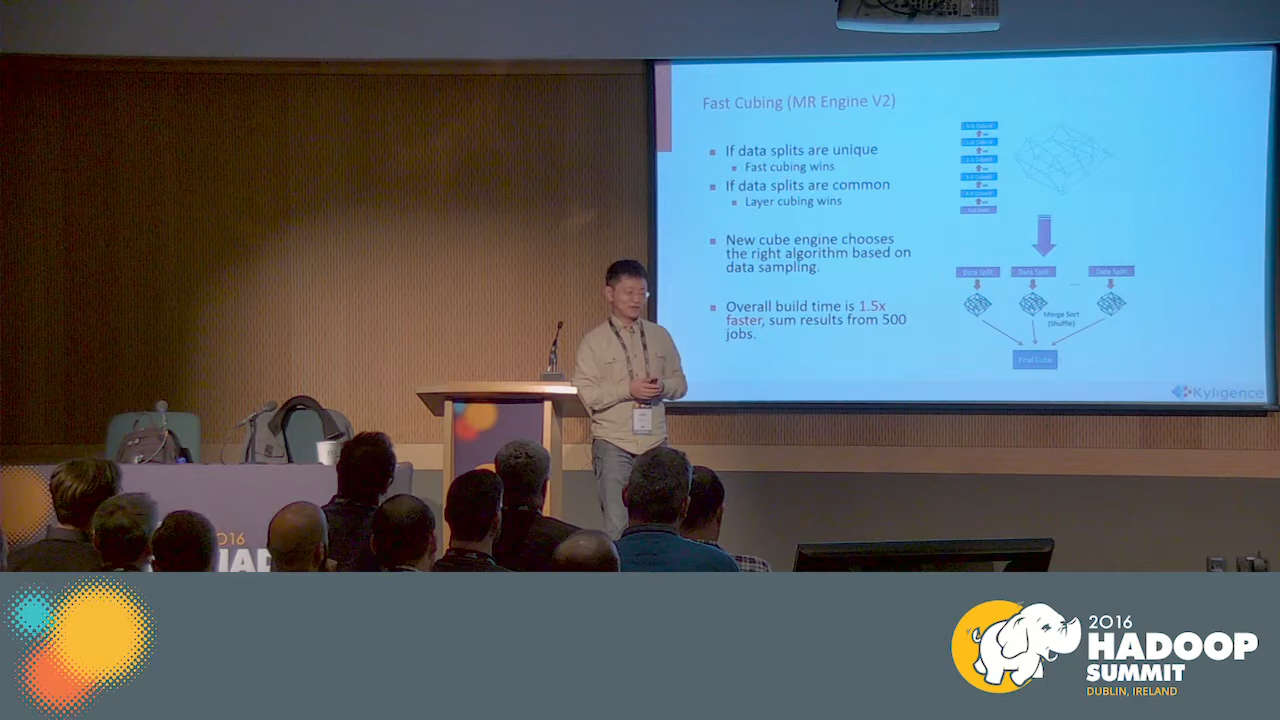 Fast Cubing (MR Engine V2)
If data splits are unique
Fast cubing wins
If data splits are common
Layer cubing wins
New cube engine chooses
the right algorithm based on
data sampling.
Overall build time is 1.5x
faster, sum results from 500
jobs.
Data Split
Data Split
Data Split
...
Merge Sort
(Shuffle)
Final Cube
Kyligence
2016
HAD
2016
HADOOP
SUMMIT
DUBLIN, IRELAND